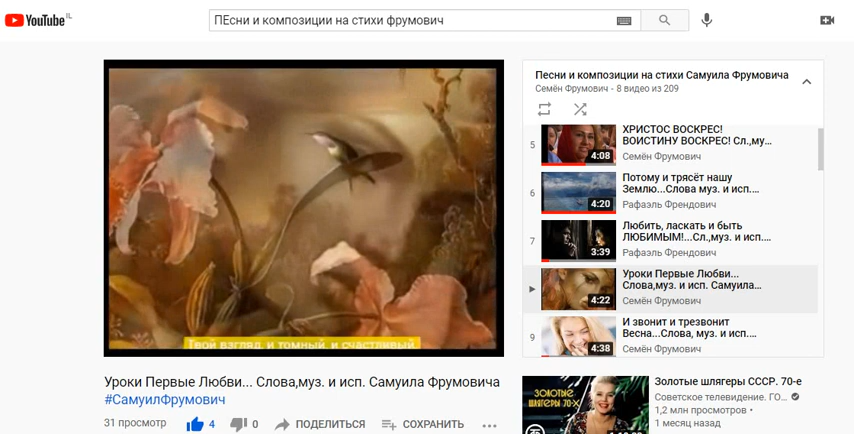 YouTube IL
ПЕсни и композиции на стихи фрумович
Твой взгляд, и томный, и счастливый
Уроки Первые Любви... Слова,муз. и исп. Самуила Фрумовича
#СамуилФрумович
31 просмотр
4
0
ПОДЕЛИТЬСЯ
СОХРАНИТЬ
Песни и композиции на стихи Самуила Фрумовича
Семён Фрумович - 8 видео из 209
5
4:08
ХРИСТОС ВОСКРЕС!
ВОИСТИНУ ВОСКРЕС! Сл.,му...
Семён Фрумович
6
4:20
Потому и трясёт нашу
Землю...Слова муз. и исп....
Рафаэль Френдович
7
3:39
Любить, ласкать и быть
ЛЮБИМЫМ!...Сл.,муз. и исп....
Рафаэль Френдович
4:22
Уроки Первые Любви...
Слова,муз. и исп. Самуила...
Семён Фрумович
9
4:38
И звонит и трезвонит
Весна...Слова, муз. и исп....
Семён Фрумович
ЗОЛОТЫЕ
ШЛЯГЕРЫ 70-Х
Золотые шлягеры СССР. 70-е
Советское телевидение. ГО...
1,2 млн просмотров •
1 месяц назад